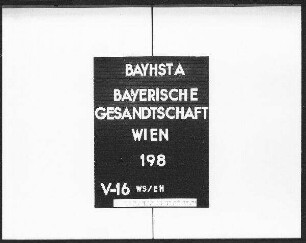 BAYHSTA
BAYERISCHE
GESANDTSCHAFT
WIEN
198
V-16 WS/EH